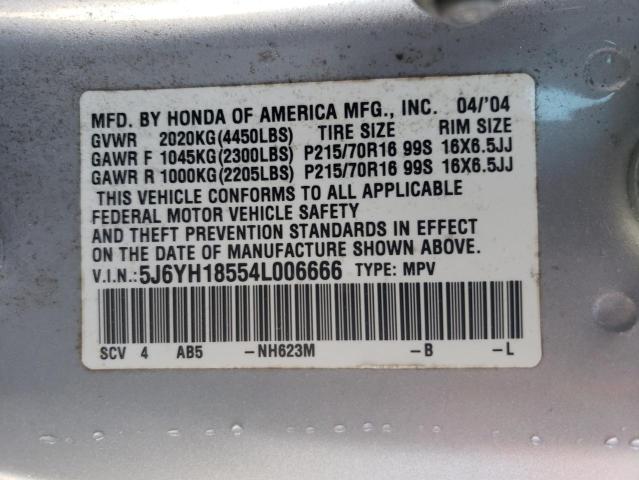 MFD. BY HONDA OF AMERICA MFG., INC. 04/'04
GVWR 2020KG(4450LBS) TIRE SIZE RIM SIZE
GAWR F 1045KG(2300LBS) P215/70R16 99S 16X6.5JJ
GAWR R 1000KG(2205LBS) P215/70R16 99S 16X6.5JJ
THIS VEHICLE CONFORMS TO ALL APPLICABLE
FEDERAL MOTOR VEHICLE SAFETY
AND THEFT PREVENTION STANDARDS IN EFFECT
ON THE DATE OF MANUFACTURE SHOWN ABOVE.
V.I.N.: 5J6YH18554L006666 TYPE: MPV
SCV 4 AB5 -NH623M -B -L